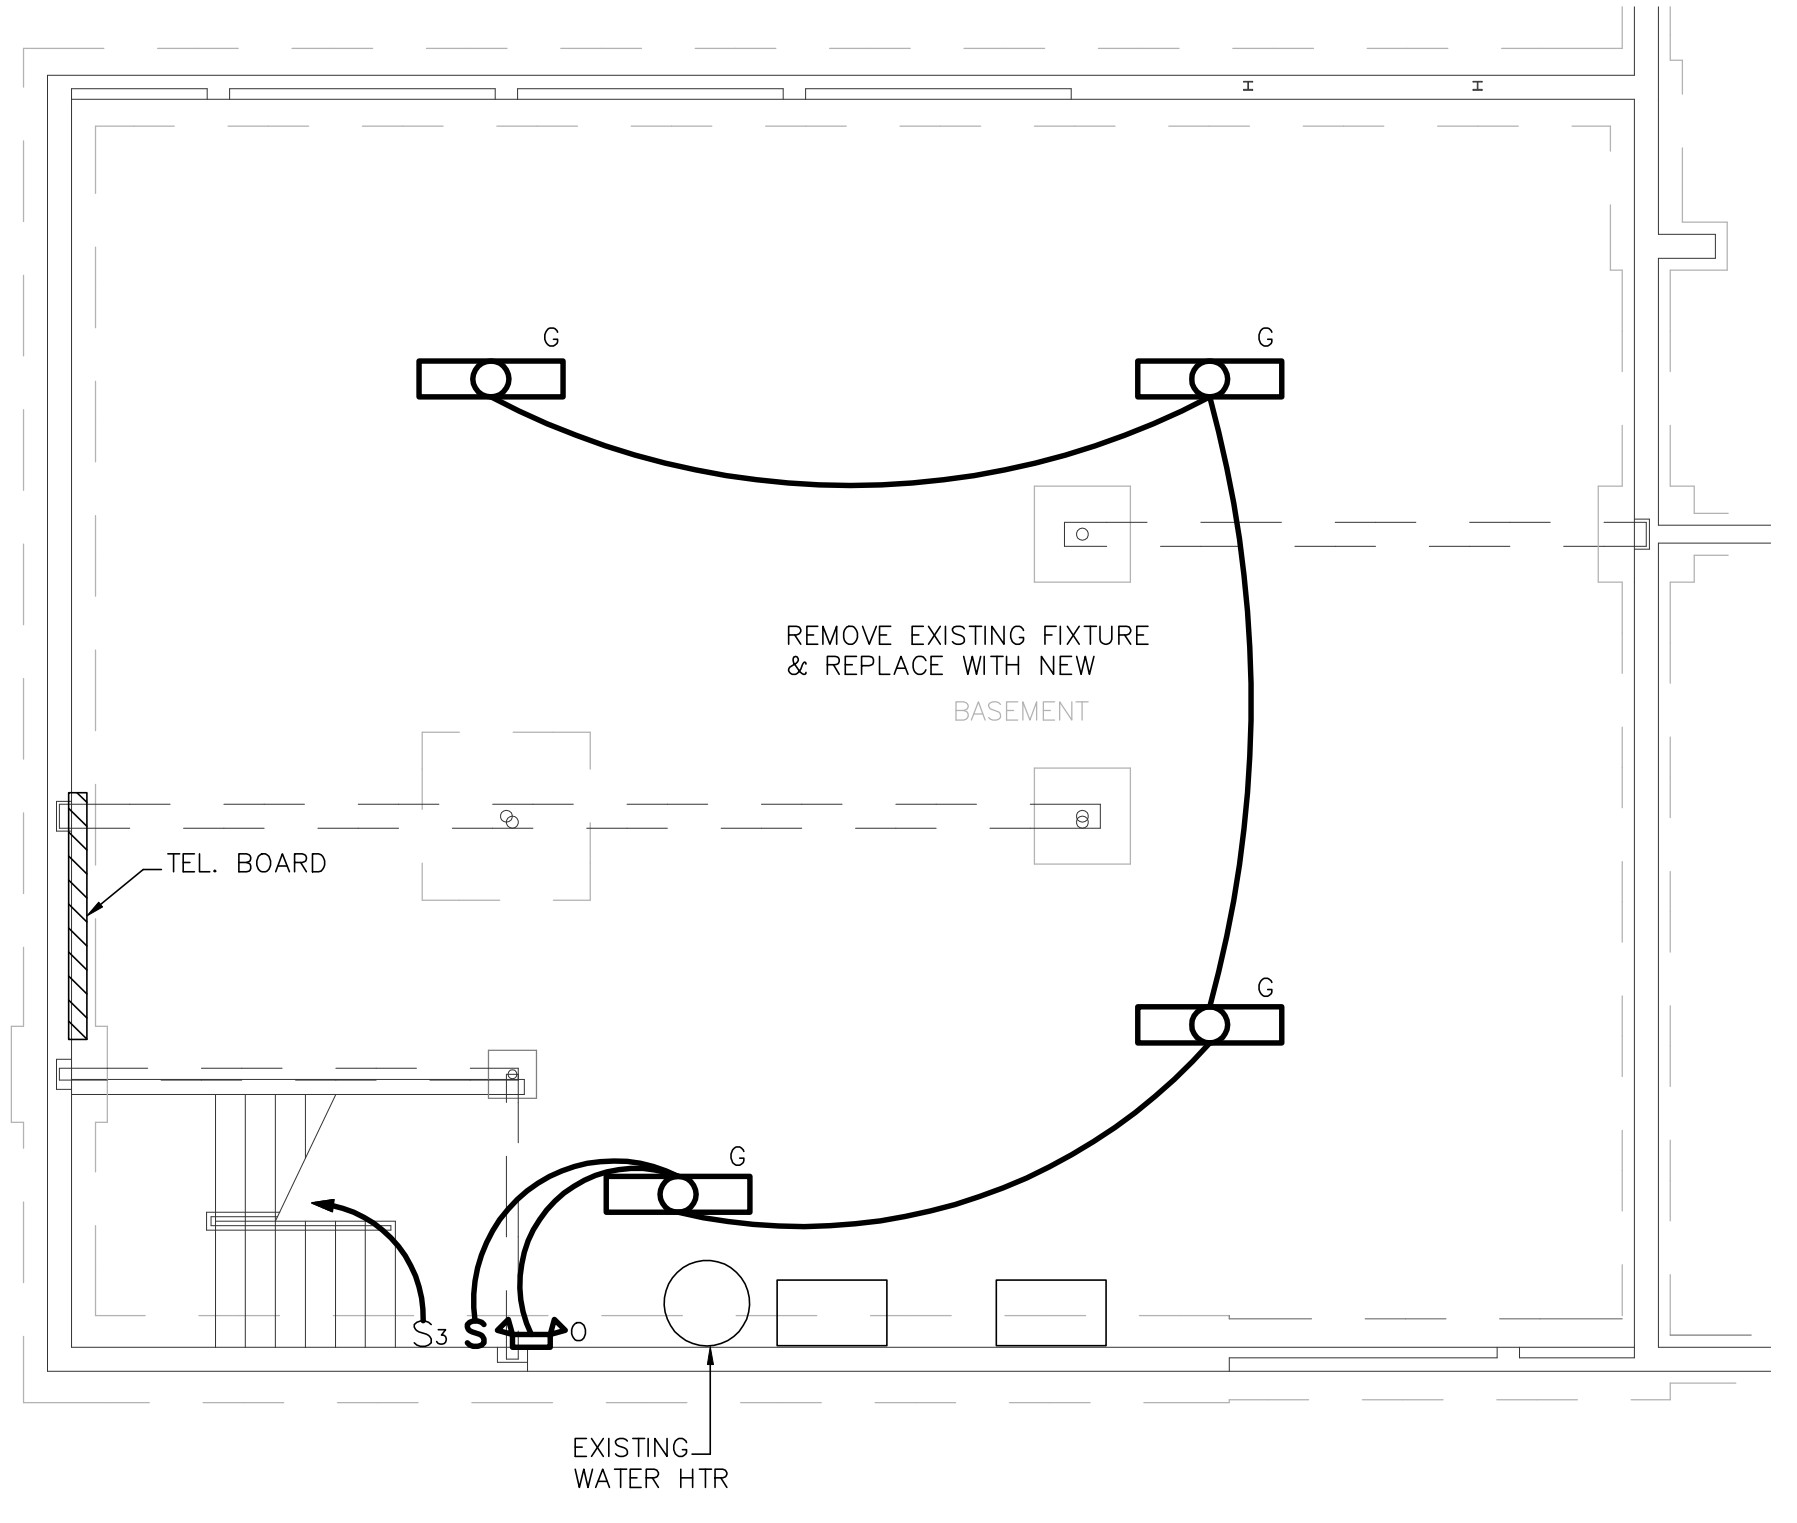 G
G
REMOVE EXISTING FIXTURE
& REPLACE WITH NEW
BASEMENT
TEL. BOARD
G
G
S3
S
O
EXISTING
WATER HTR